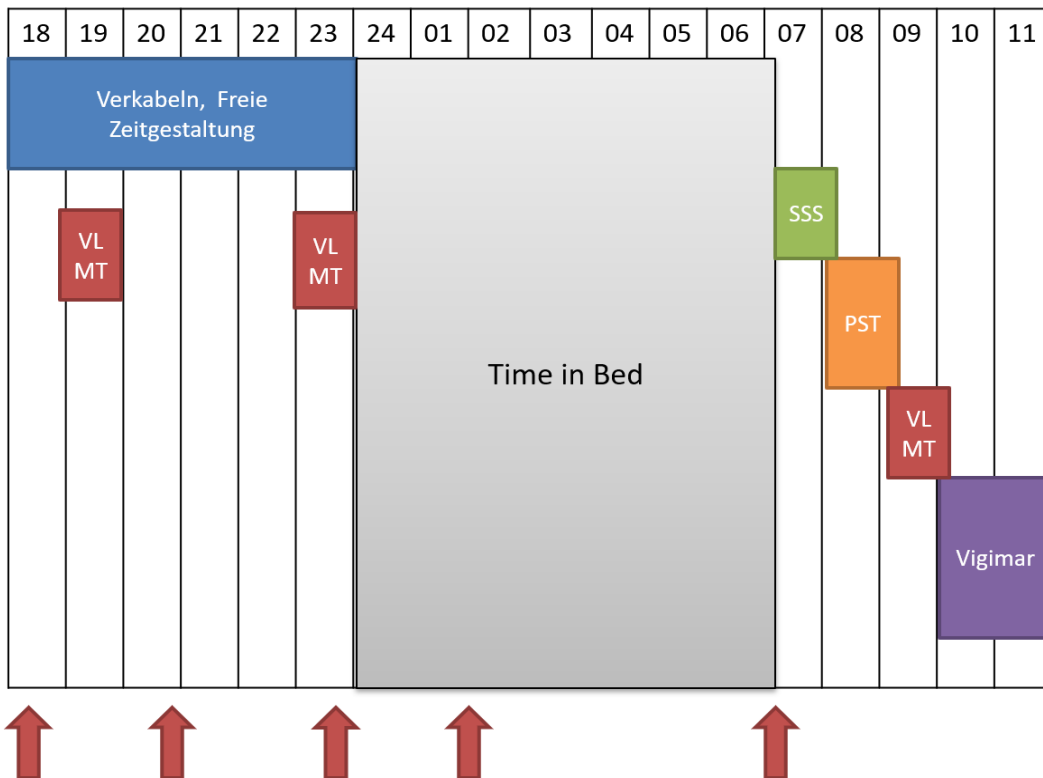 18 19 20 21 22 23 24 01 02 03 04 05 06 07 08 09 10 11
Verkabeln, Freie
Zeitgestaltung
SSS
VL
MT
VL
MT
PST
Time in Bed
VL
MT
Vigimar